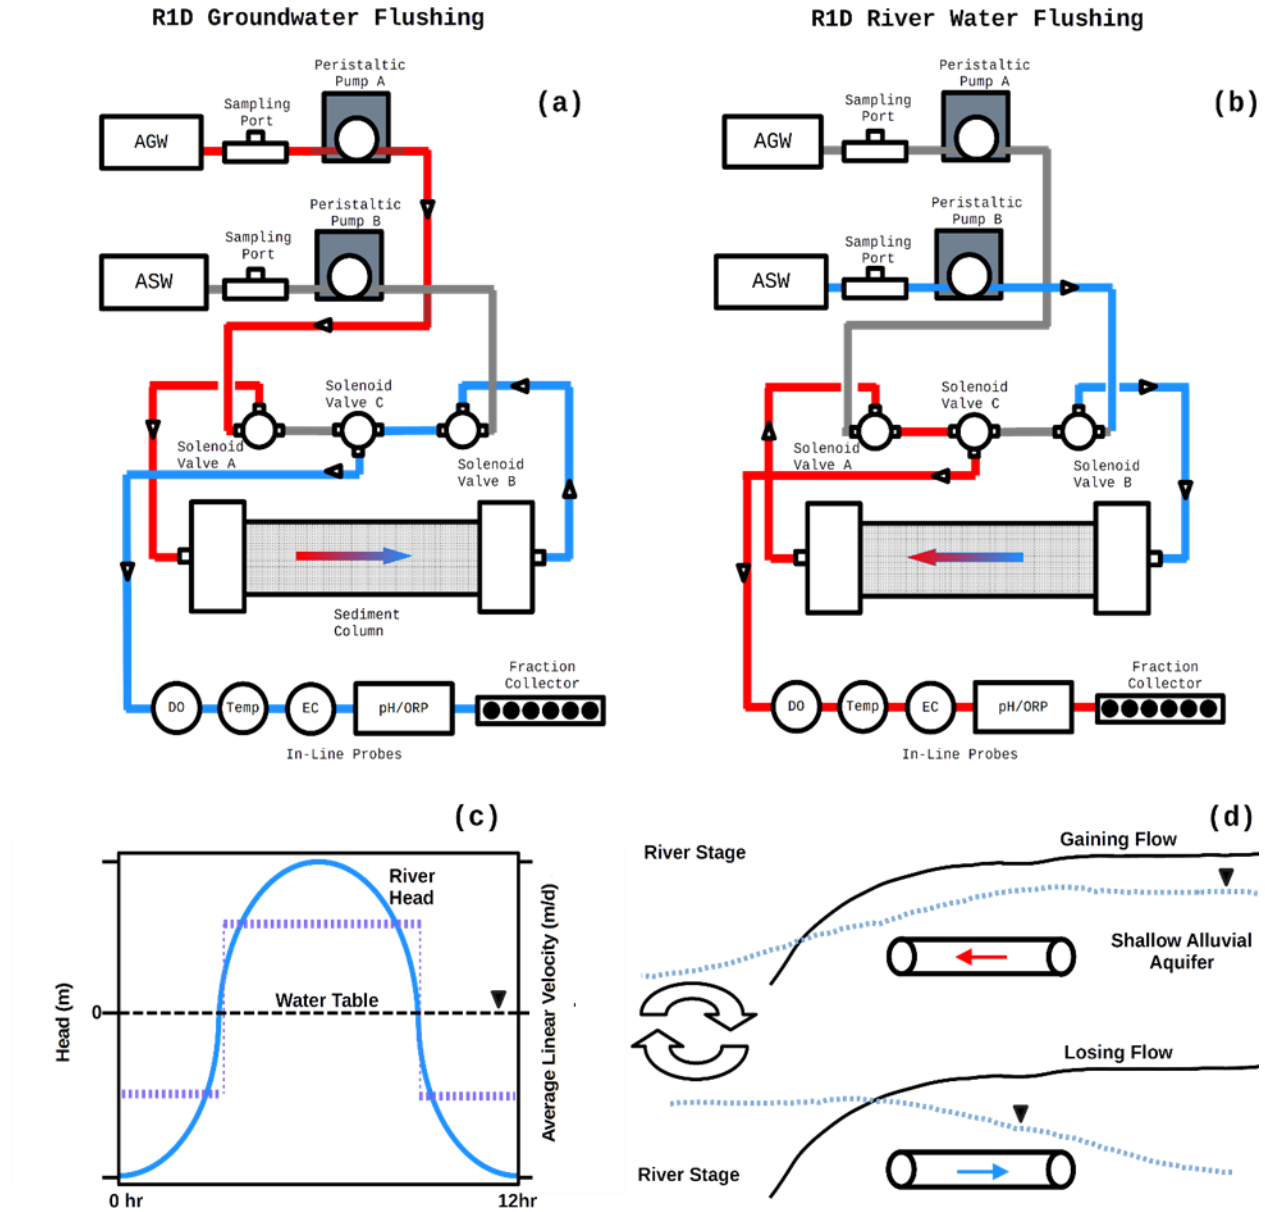 R1D Groundwater Flushing
Peristaltic
Pump A
(a)
Sampling
Port
AGW
Peristaltic
Pump B
Sampling
Port
ASW
Solenoid
Valve C
Solenoid
Valve A
Solenoid
Valve B
Sediment
Column
Fraction
Collector
DO
Temp
EC
pH/ORP
In-Line Probes
R1D River Water Flushing
Peristaltic
Pump A
(b)
Sampling
Port
AGW
Peristaltic
Pump B
Sampling
Port
ASW
Solenoid
Valve C
Solenoid
Valve A
Solenoid
Valve B
Fraction
Collector
DO
Temp
EC
pH/ORP
In-Line Probes
(c)
River
Head
Water Table
Head (m)
0
Average Linear Velocity (m/d)
0 hr
12hr
(d)
Gaining Flow
River Stage
Shallow Alluvial
Aquifer
Losing Flow
River Stage